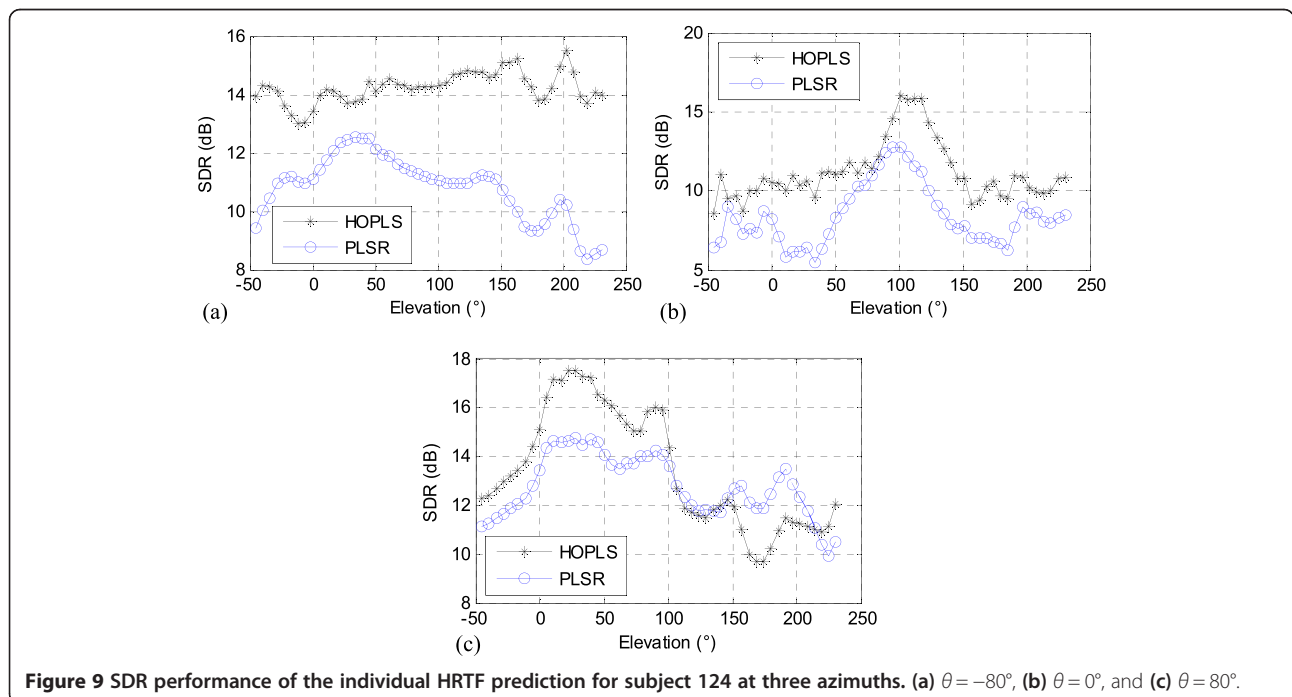 16
14
12
10
8
SDR (dB)
HOPLS
PLSR
-50 0 50 100 150 200 250
Elevation (°)
(a)
20
15
10
5
SDR (dB)
HOPLS
PLSR
-50 0 50 100 150 200 250
Elevation (°)
(b)
18
16
14
12
10
8
SDR (dB)
HOPLS
PLSR
-50 0 50 100 150 200 250
Elevation (°)
(c)
Figure 9 SDR performance of the individual HRTF prediction for subject 124 at three azimuths. (a) θ = −80°, (b) θ = 0°, and (c) θ = 80°.